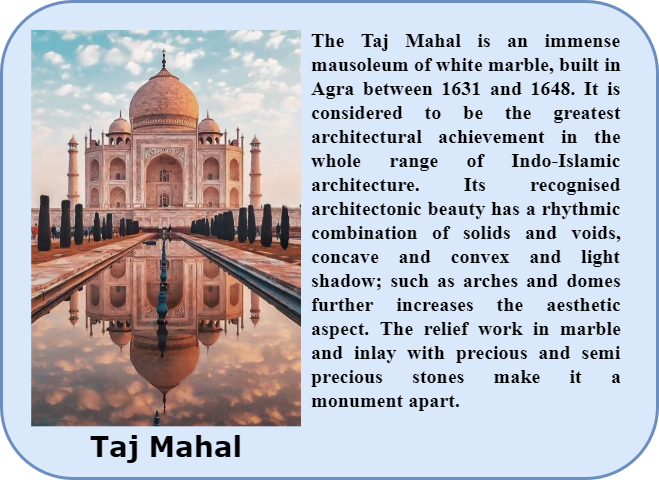 The Taj Mahal is an immense
mausoleum of white marble, built in
Agra between 1631 and 1648. It is
considered to be the greatest
architectural achievement in the
whole range of Indo-Islamic
architecture. Its recognised
architectonic beauty has a rhythmic
combination of solids and voids,
concave and convex and light
shadow; such as arches and domes
further increases the aesthetic
aspect. The relief work in marble
and inlay with precious and semi
precious stones make it a
monument apart.
Taj Mahal